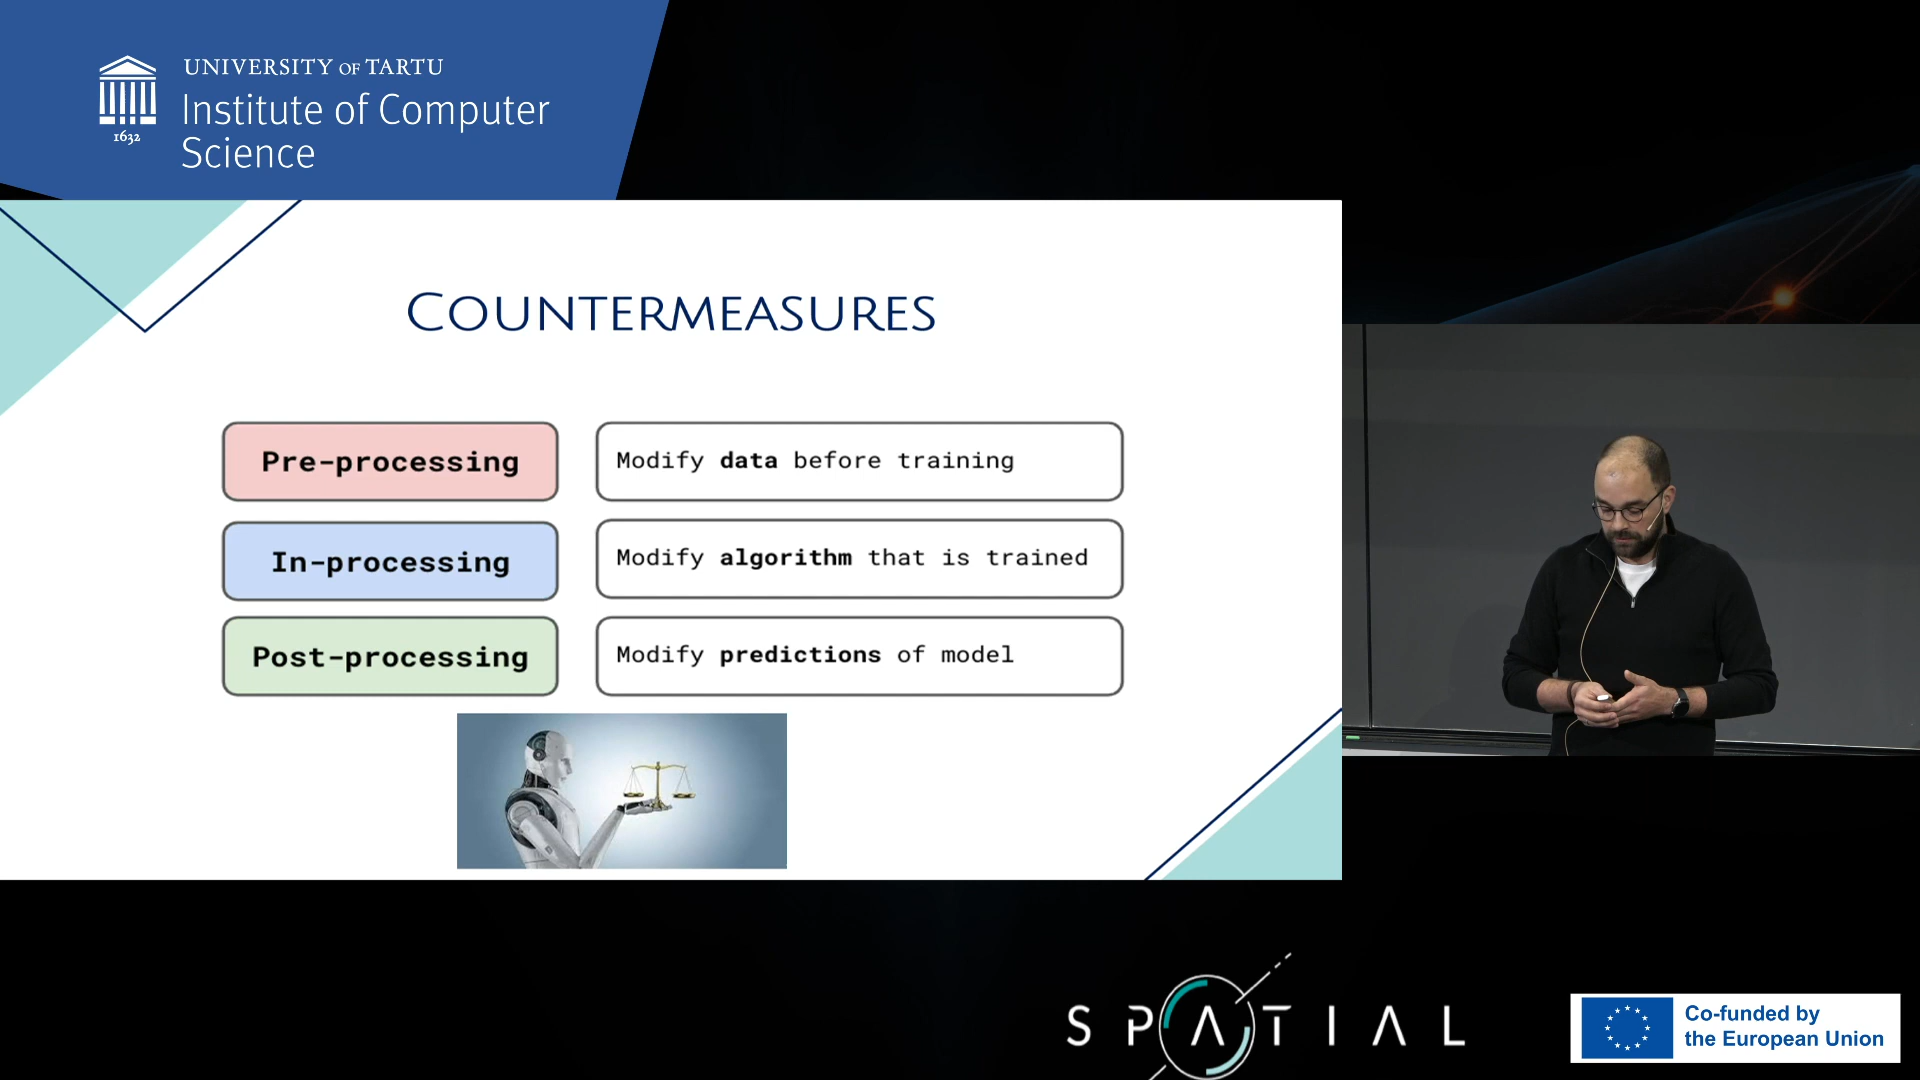 UNIVERSITY OF TARTU
Institute of Computer
Science
1632
COUNTERMEASURES
Pre-processing
Modify data before training
In-processing
Modify algorithm that is trained
Post-processing
Modify predictions of model
SPATIAL
Co-funded by
the European Union